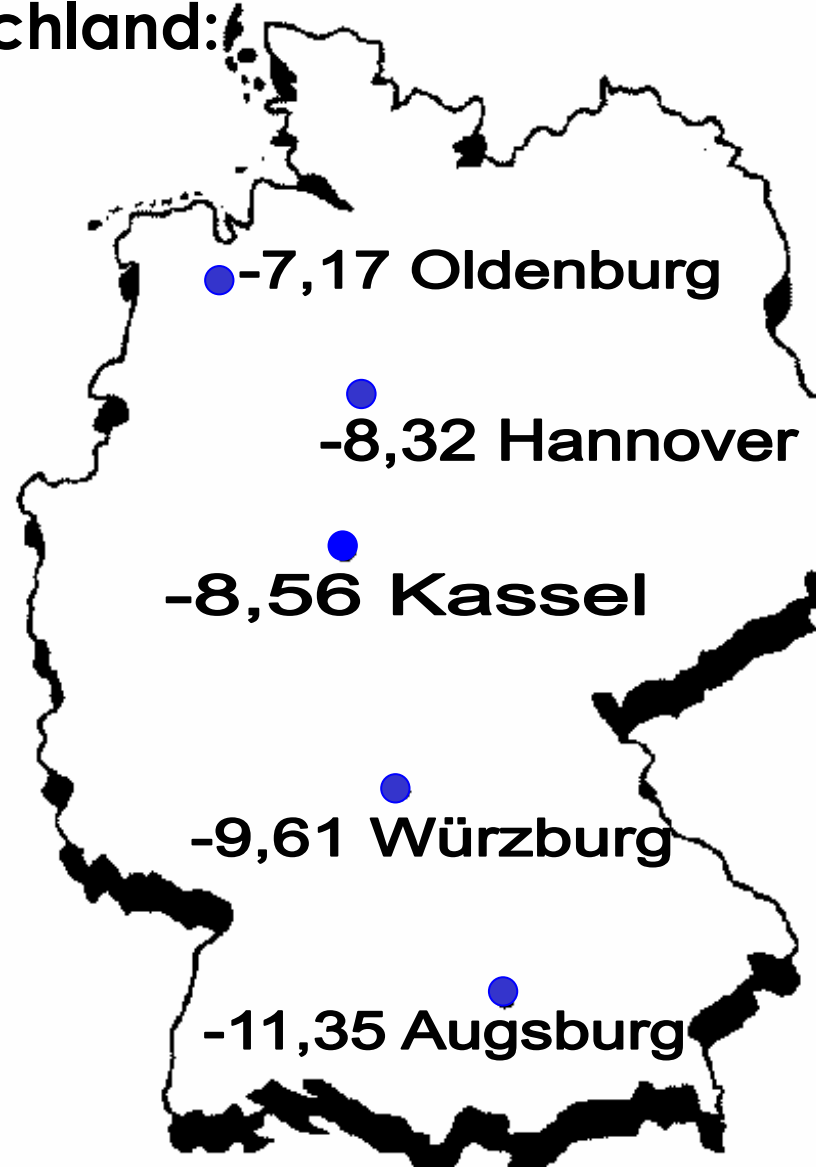 chland:
-7,17 Oldenburg
-8,32 Hannover
-8,56 Kassel
-9,61 Würzburg
-11,35 Augsburg